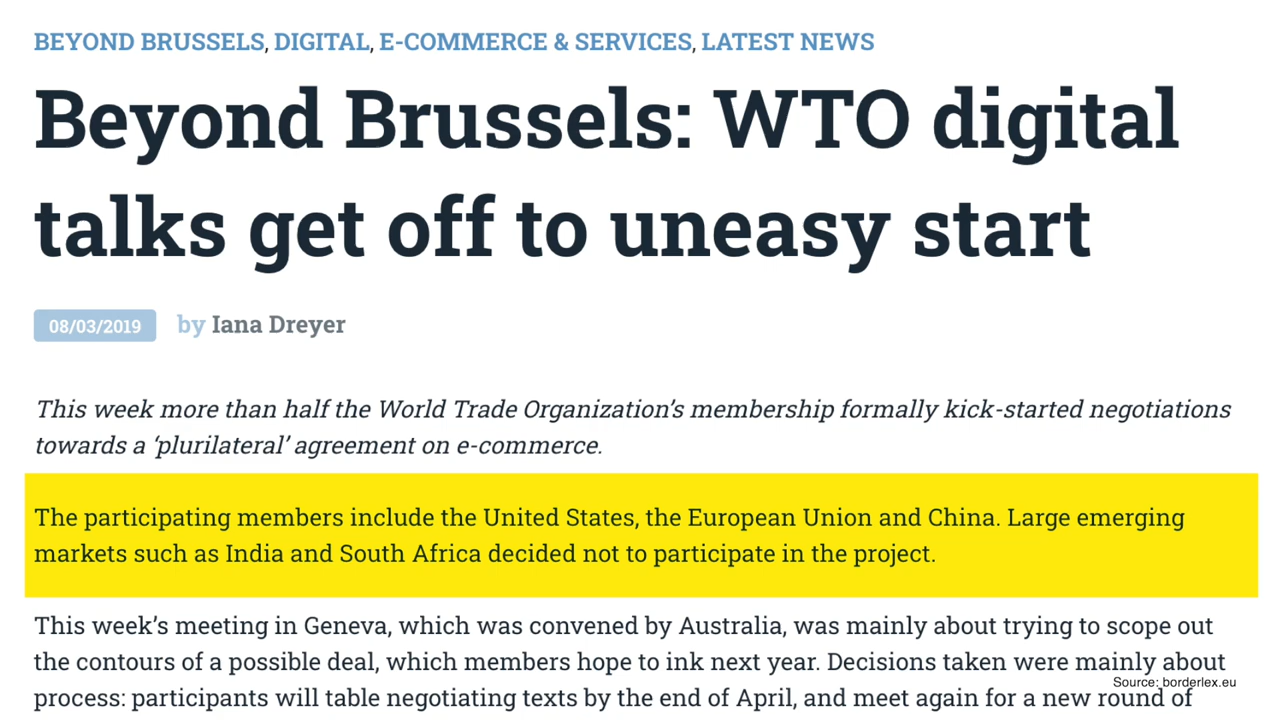 BEYOND BRUSSELS, DIGITAL, E-COMMERCE & SERVICES, LATEST NEWS
Beyond Brussels: WTO digital
talks get off to uneasy start
08/03/2019 by Iana Dreyer
This week more than half the World Trade Organization’s membership formally kick-started negotiations
towards a ‘plurilateral’ agreement on e-commerce.
The participating members include the United States, the European Union and China. Large emerging
markets such as India and South Africa decided not to participate in the project.
This week’s meeting in Geneva, which was convened by Australia, was mainly about trying to scope out
the contours of a possible deal, which members hope to ink next year. Decisions taken were mainly about
process: participants will table negotiating texts by the end of April, and meet again for a new round of
Source: borderlex.eu